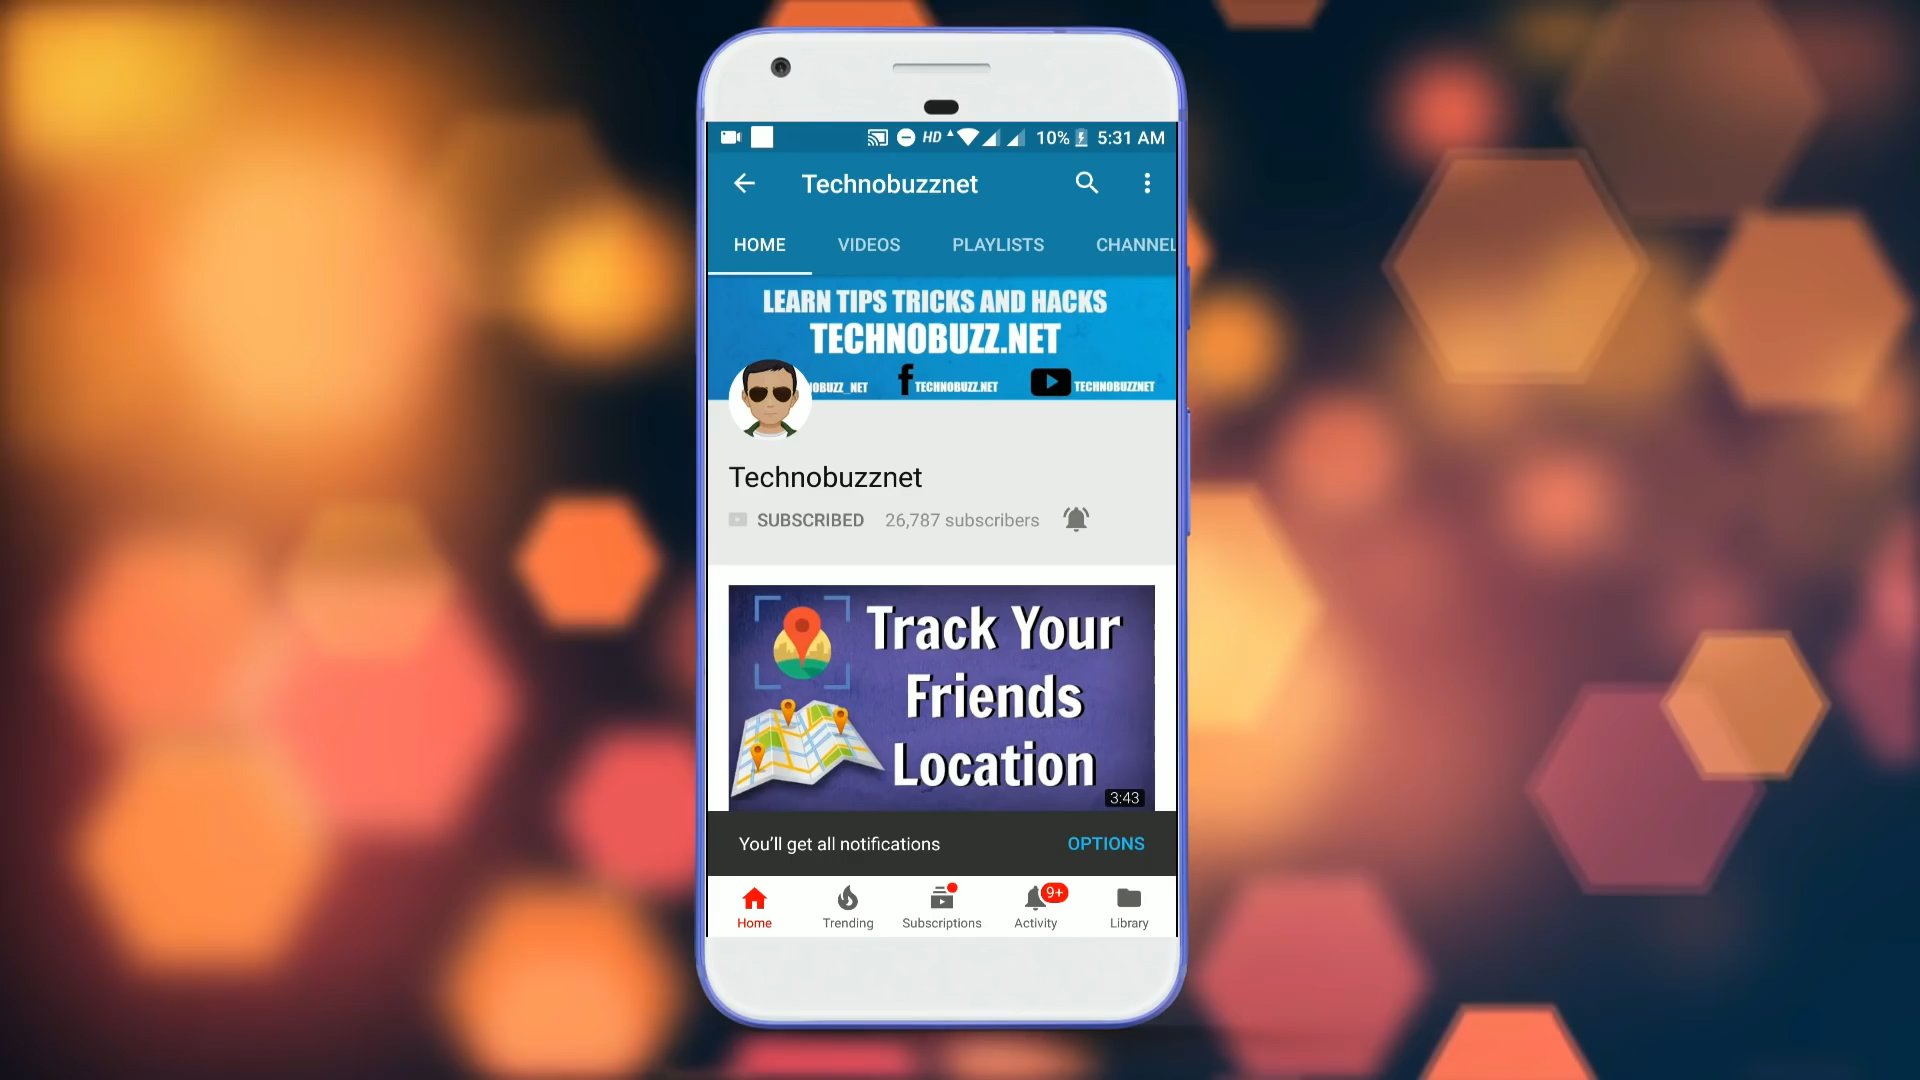 HD 10% 5:31 AM
Technobuzznet
HOME VIDEOS PLAYLISTS CHANNEL
LEARN TIPS TRICKS AND HACKS
TECHNOBUZZ.NET
OBUZZ_NET TECHNOBUZZ.NET TECHNOBUZZNET
Technobuzznet
SUBSCRIBED 26,787 subscribers
Track Your
Friends
Location
3:43
You'll get all notifications OPTIONS
9+
Home Trending Subscriptions Activity Library